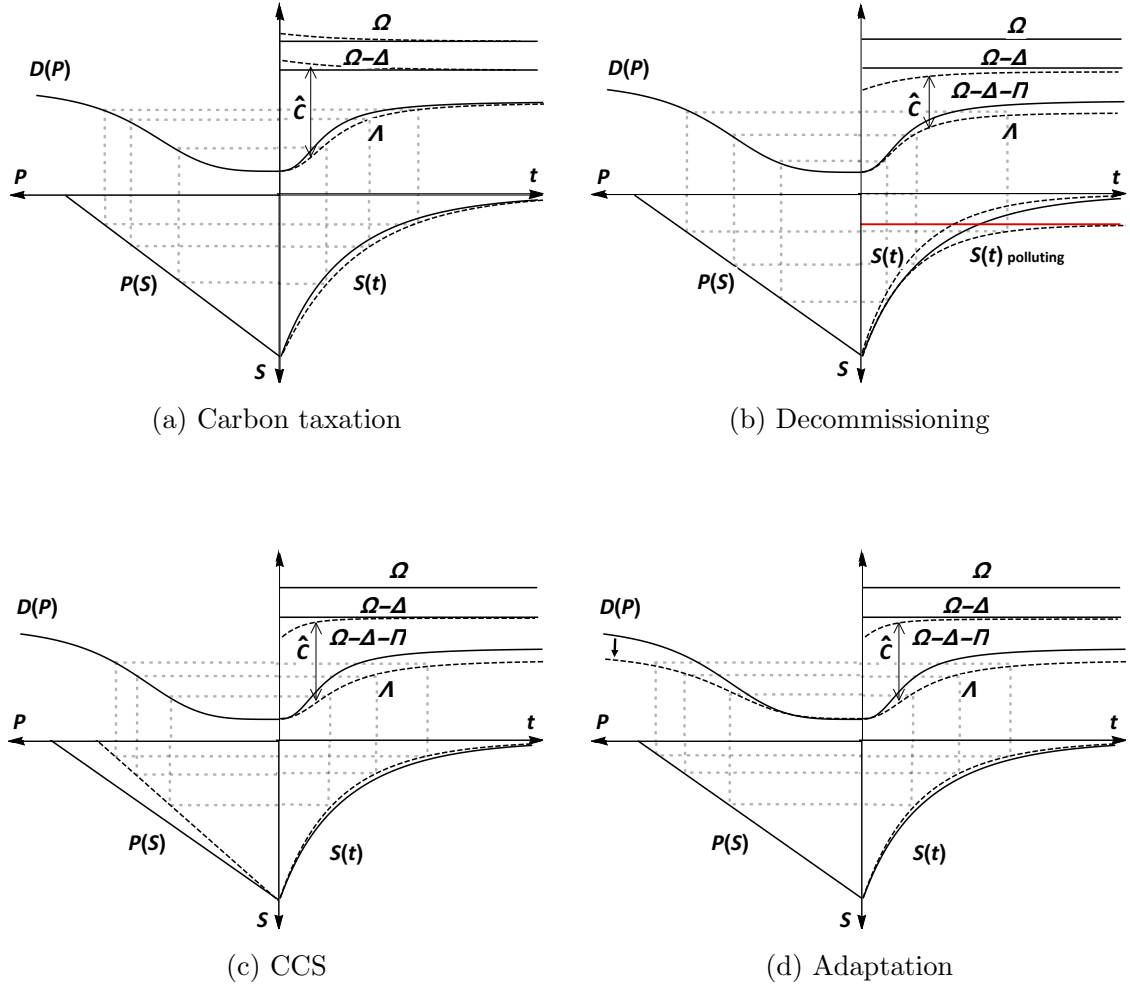 Ω
Ω−Δ
D(P)
Ĉ
Λ
P
t
P(S)
S(t)
S
(a) Carbon taxation
Ω
Ω−Δ
D(P)
Ĉ
Ω−Δ−Π
Λ
P
t
S(t)
S(t) polluting
P(S)
S
(b) Decommissioning
Ω
Ω−Δ
D(P)
Ω−Δ−Π
Ĉ
Λ
P
t
P(S)
S(t)
S
(c) CCS
Ω
Ω−Δ
D(P)
Ω−Δ−Π
Ĉ
Λ
P
t
P(S)
S(t)
S
(d) Adaptation